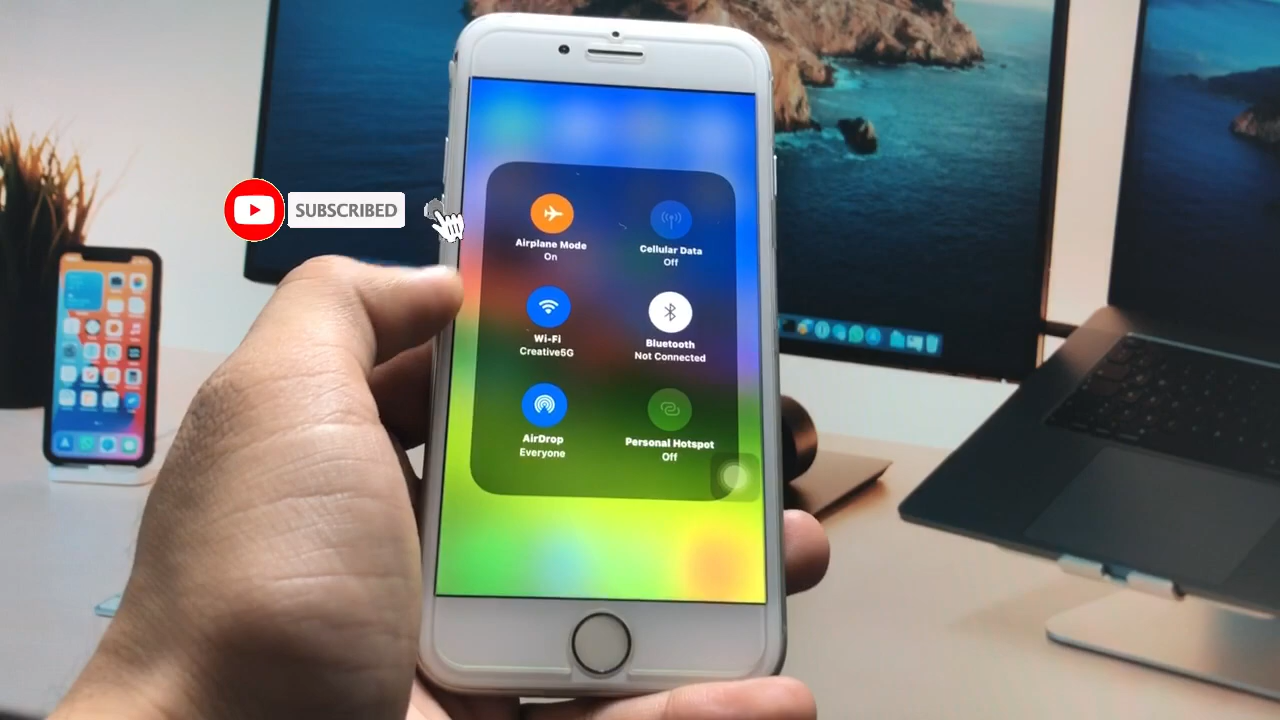 SUBSCRIBED
Airplane Mode
On
Cellular Data
Off
Wi-Fi
Creative5G
Bluetooth
Not Connected
AirDrop
Everyone
Personal Hotspot
Off